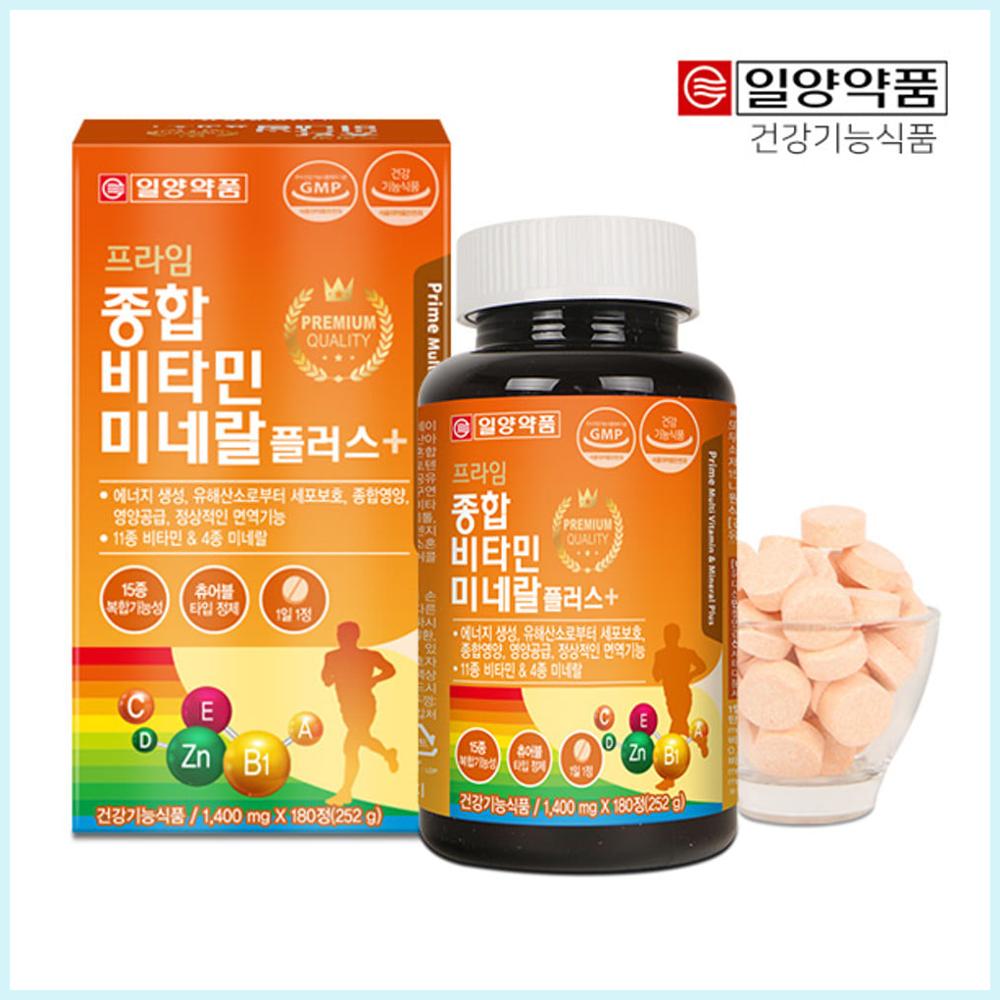 일양약품
건강기능식품
일양약품
GMP
건강
기능식품
프라임
종합
비타민
미네랄 플러스+
PREMIUM
QUALITY
Prime Mul
• 에너지 생성, 유해산소로부터 세포보호, 종합영양,
영양공급, 정상적인 면역기능
• 11종 비타민 & 4종 미네랄
15종
복합기능성
츄어블
타입 정제
1일 1정
C
E
A
D
Zn
B1
건강기능식품 / 1,400 mg X 180정(252 g)
일양약품
GMP
건강
기능식품
프라임
종합
비타민
미네랄 플러스+
PREMIUM
QUALITY
Prime Multi Vitamin & Mineral Plus
• 에너지 생성, 유해산소로부터 세포보호,
종합영양, 영양공급, 정상적인 면역기능
• 11종 비타민 & 4종 미네랄
15종
복합기능성
츄어블
타입 정제
1일 1정
C
E
A
D
Zn
B1
건강기능식품 / 1,400 mg X 180정(252 g)